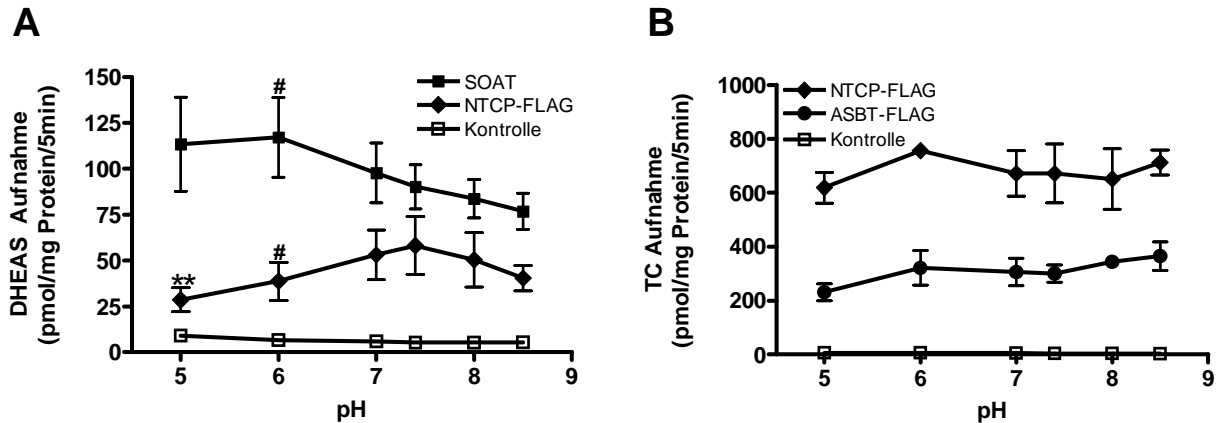 A
DHEAS Aufnahme
(pmol/mg Protein/5min)
150
125
100
75
50
25
0
#
#
**
SOAT
NTCP-FLAG
Kontrolle
5 6 7 8 9
pH
B
TC Aufnahme
(pmol/mg Protein/5min)
1000
800
600
400
200
0
NTCP-FLAG
ASBT-FLAG
Kontrolle
5 6 7 8 9
pH